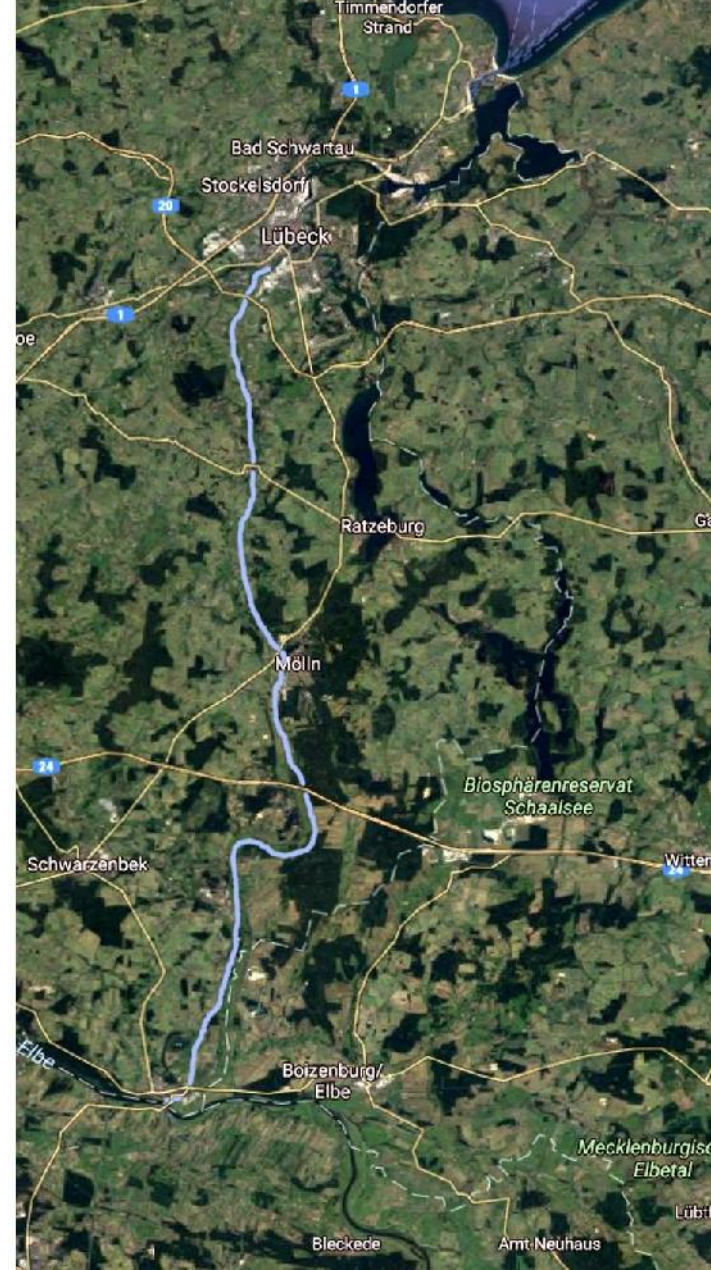 Timmendorfer
Strand
1
Bad Schwartau
Stockelsdorf
20
Lübeck
1
oe
Ratzeburg
Ga
Mölln
24
Biosphärenreservat
Schaalsee
Schwarzenbek
Witten
24
Elbe
Boizenburg/
Elbe
Mecklenburgisc
Elbetal
Lübt
Bleckede
Amt Neuhaus